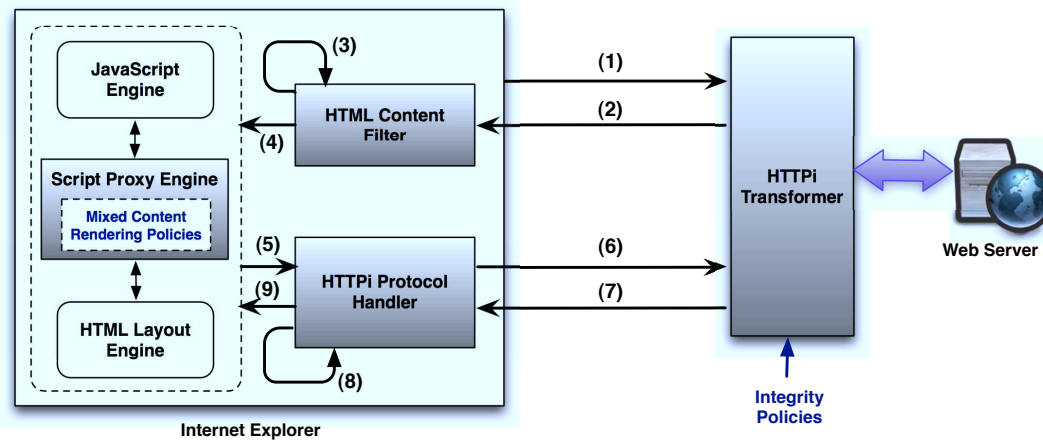 JavaScript
Engine
Script Proxy Engine
Mixed Content
Rendering Policies
HTML Layout
Engine
(3)
HTML Content
Filter
(4)
(5)
(9)
HTTPi Protocol
Handler
(8)
Internet Explorer
(1)
(2)
(6)
(7)
HTTPi
Transformer
Integrity
Policies
Web Server